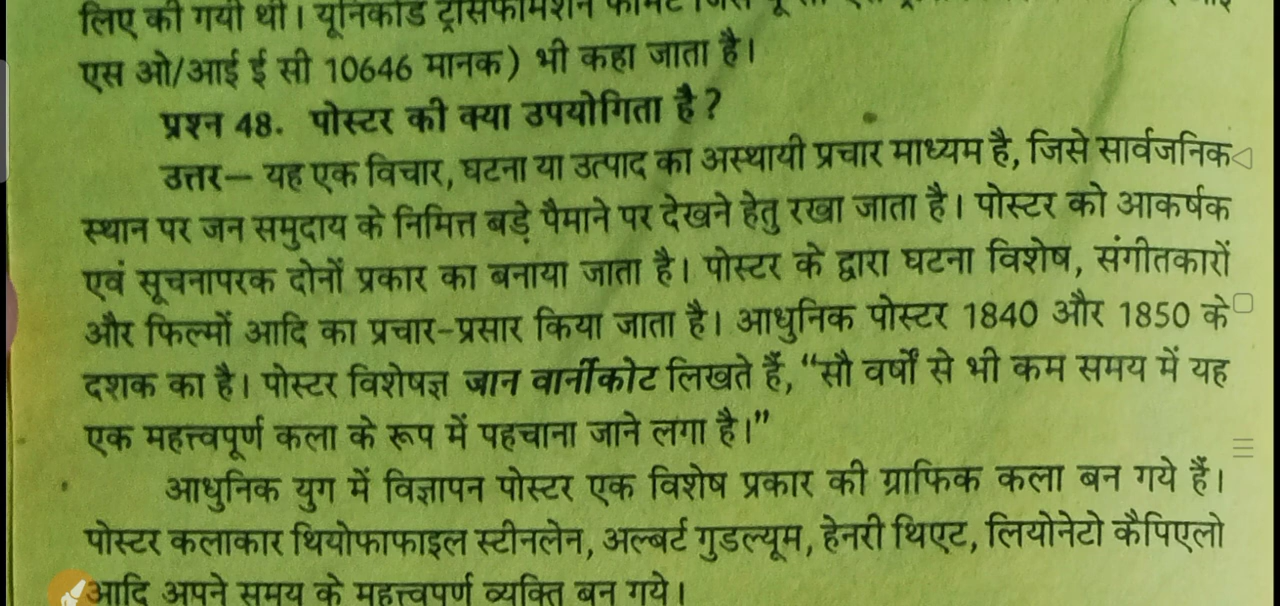 लिए की गयी थी। यूनिकोड ट्रांसफॉर्मेशन फॉर्मेट जिसे
एस ओ/आई ई सी 10646 मानक) भी कहा जाता है।
प्रश्न 48. पोस्टर की क्या उपयोगिता है?
उत्तर— यह एक विचार, घटना या उत्पाद का अस्थायी प्रचार माध्यम है, जिसे सार्वजनिक
स्थान पर जन समुदाय के निमित्त बड़े पैमाने पर देखने हेतु रखा जाता है। पोस्टर को आकर्षक
एवं सूचनापरक दोनों प्रकार का बनाया जाता है। पोस्टर के द्वारा घटना विशेष, संगीतकारों
और फिल्मों आदि का प्रचार-प्रसार किया जाता है। आधुनिक पोस्टर 1840 और 1850 के
दशक का है। पोस्टर विशेषज्ञ जान वार्नीकोट लिखते हैं, “सौ वर्षों से भी कम समय में यह
एक महत्त्वपूर्ण कला के रूप में पहचाना जाने लगा है।”
आधुनिक युग में विज्ञापन पोस्टर एक विशेष प्रकार की ग्राफिक कला बन गये हैं।
पोस्टर कलाकार थियोफाफाइल स्टीनलेन, अल्बर्ट गुडल्यूम, हेनरी थिएट, लियोनेटो कैपिएलो
आदि अपने समय के महत्त्वपूर्ण व्यक्ति बन गये।